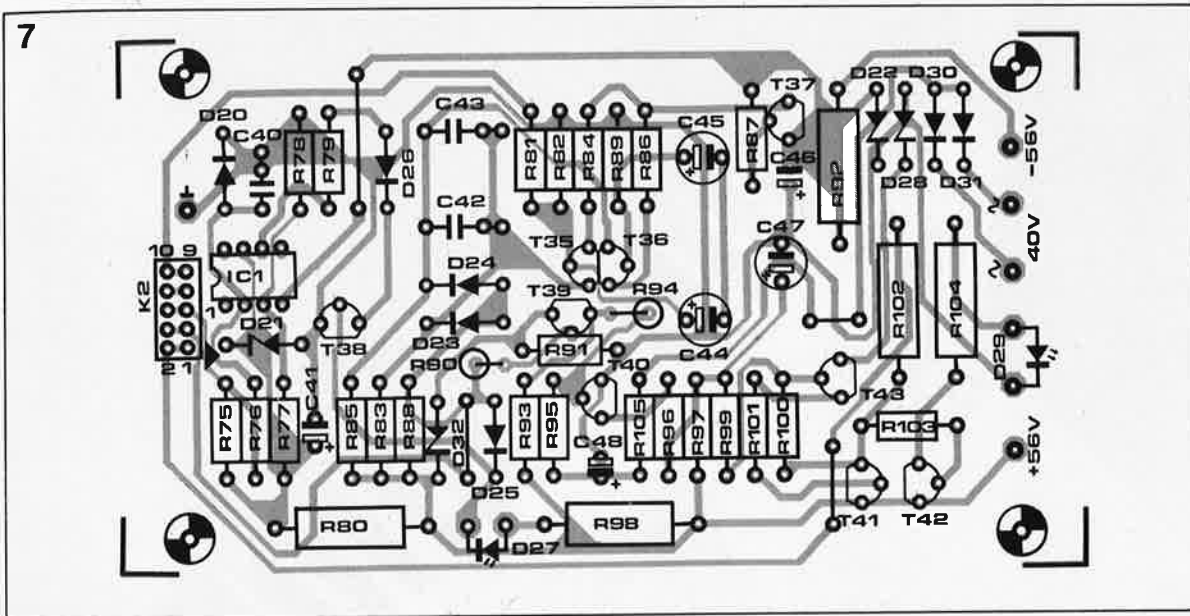 7
T37 D22 D30
D20 C43 C45
C40 R78 R79 D26 R81 R82 R84 R89 R86 R87 C46 R92 D28 D31 -56V
C42 T35 T36 C47
⏚ ~ 40V ~
10 9
K2 IC1 D24 T39 R94 R102 R104
1
D21 T38 D23 R91 C44 D29
2 1 R90 T40 T43
R75 R76 R77 C41 R85 R83 R88 D32 R93 R95 C48 R105 R96 R97 R99 R101 R100 R103
+ D25 + +56V
R80 D27 R98 T41 T42